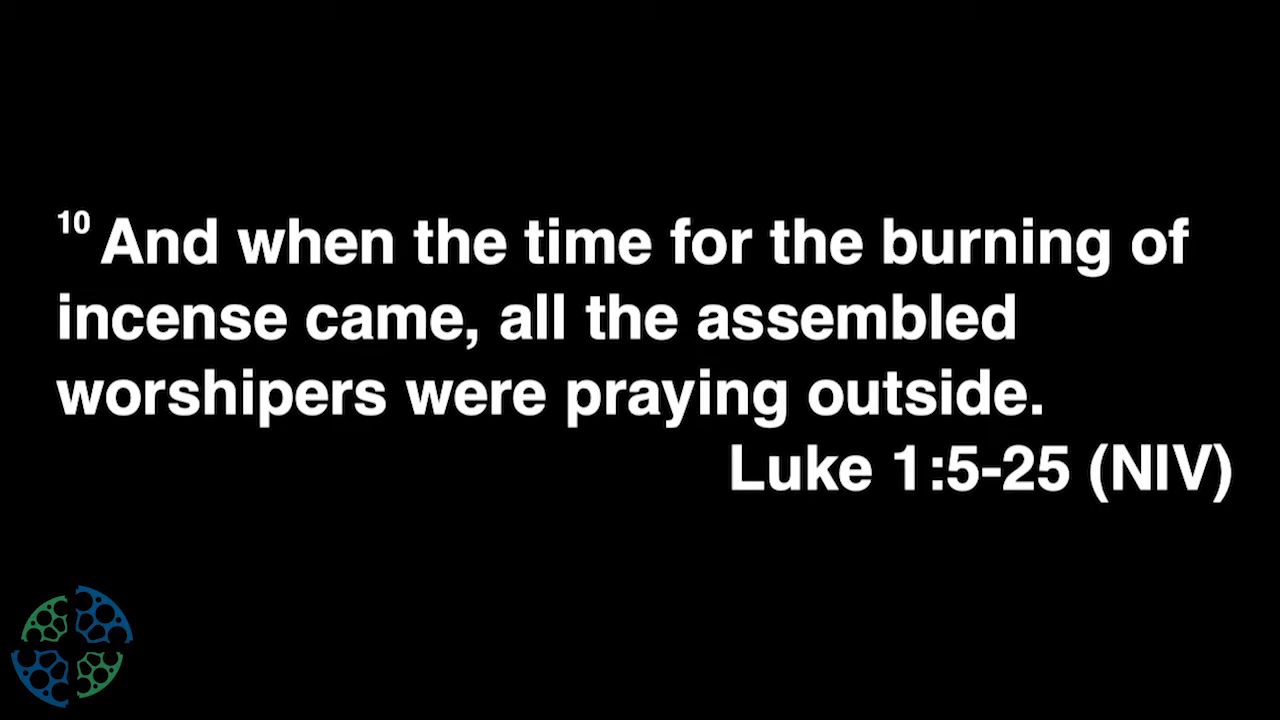 10 And when the time for the burning of
incense came, all the assembled
worshipers were praying outside.
Luke 1:5-25 (NIV)